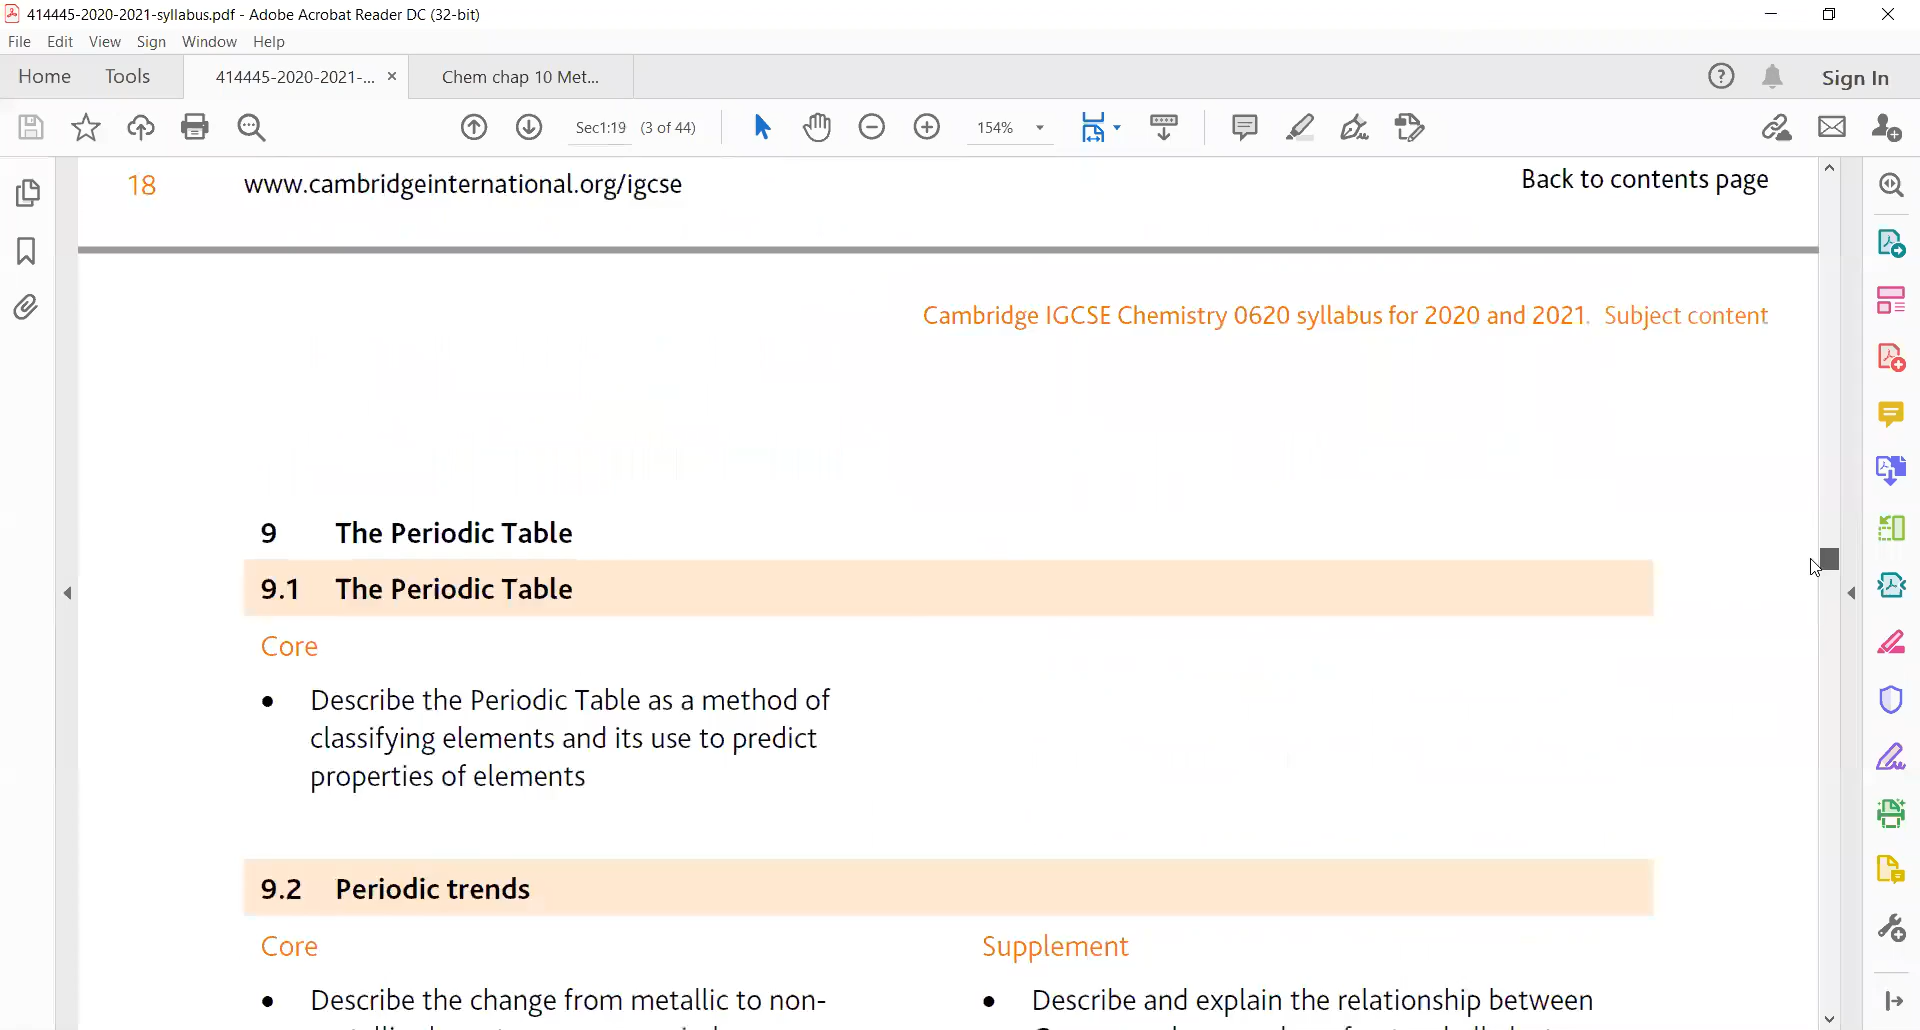 414445-2020-2021-syllabus.pdf - Adobe Acrobat Reader DC (32-bit)
File Edit View Sign Window Help
Home Tools 414445-2020-2021-... × Chem chap 10 Met... Sign In
Sec1:19 (3 of 44) 154%
18 www.cambridgeinternational.org/igcse Back to contents page
Cambridge IGCSE Chemistry 0620 syllabus for 2020 and 2021. Subject content
9 The Periodic Table
9.1 The Periodic Table
Core
• Describe the Periodic Table as a method of
classifying elements and its use to predict
properties of elements
9.2 Periodic trends
Core
• Describe the change from metallic to non-
Supplement
• Describe and explain the relationship between